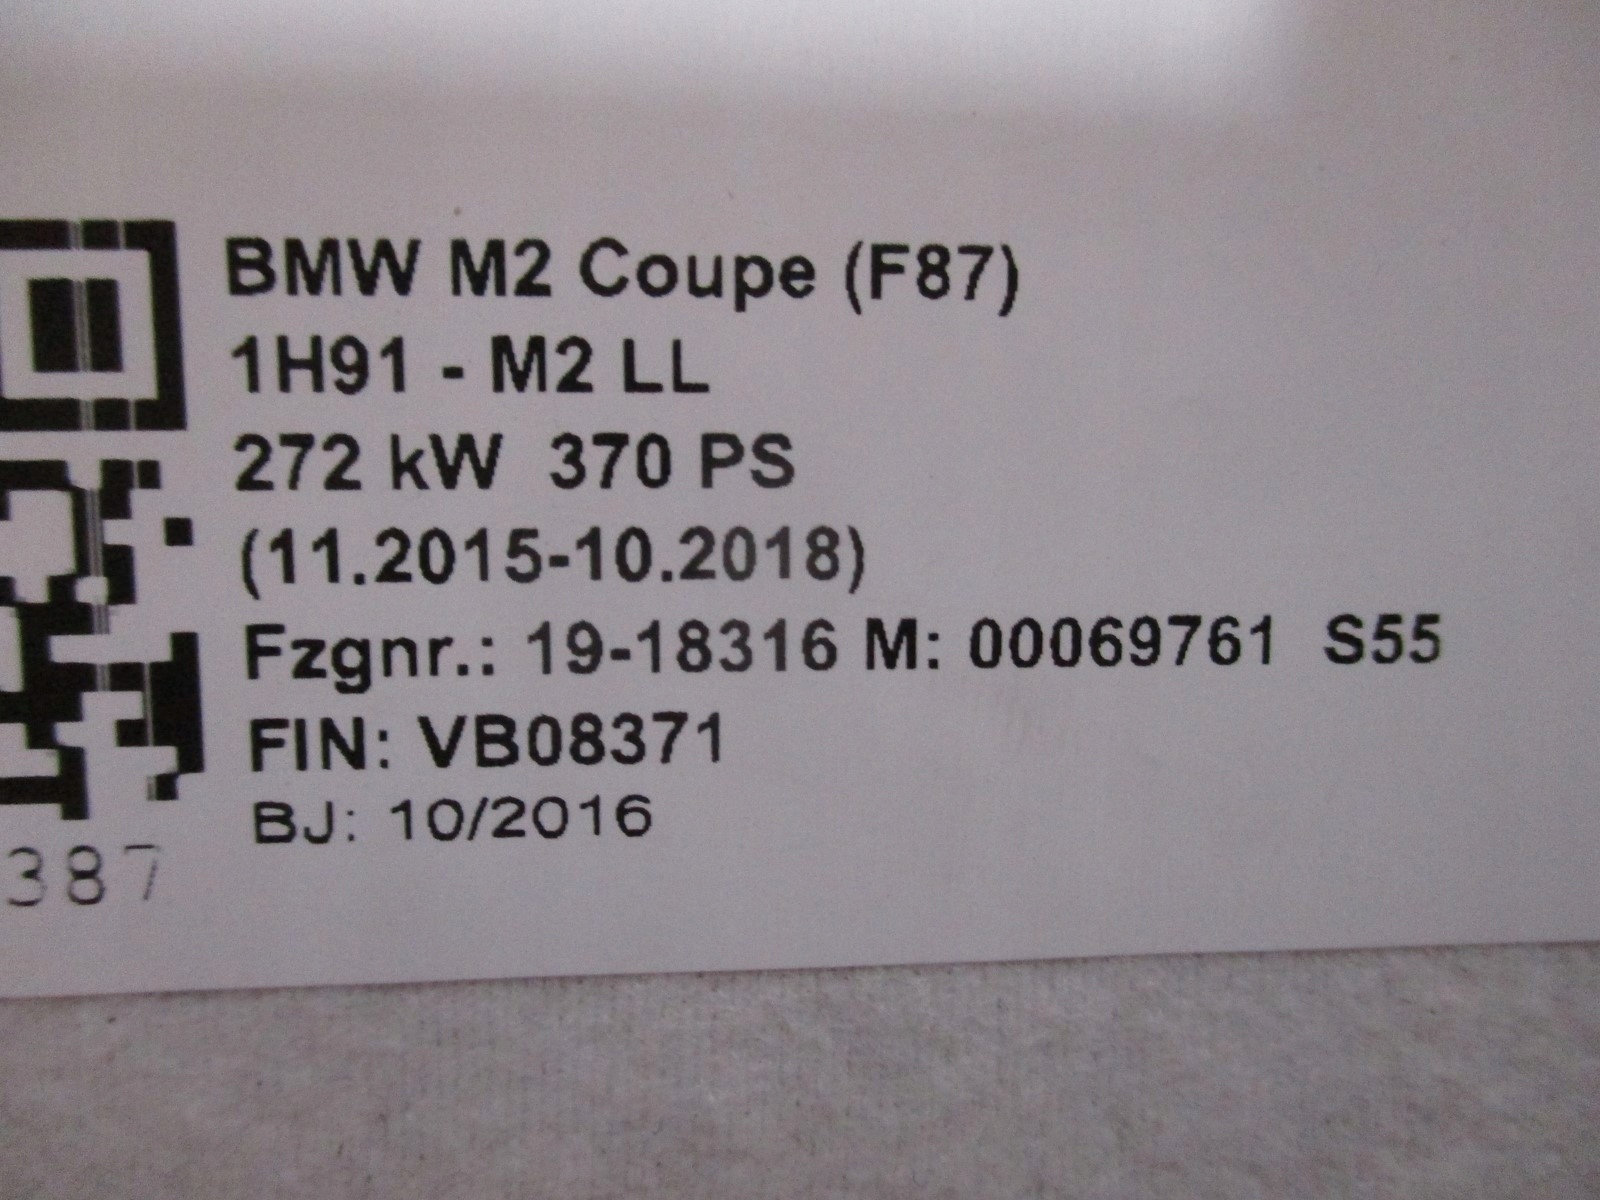 BMW M2 Coupe (F87)
1H91 - M2 LL
272 kW 370 PS
(11.2015-10.2018)
Fzgnr.: 19-18316 M: 00069761 S55
FIN: VB08371
BJ: 10/2016
387